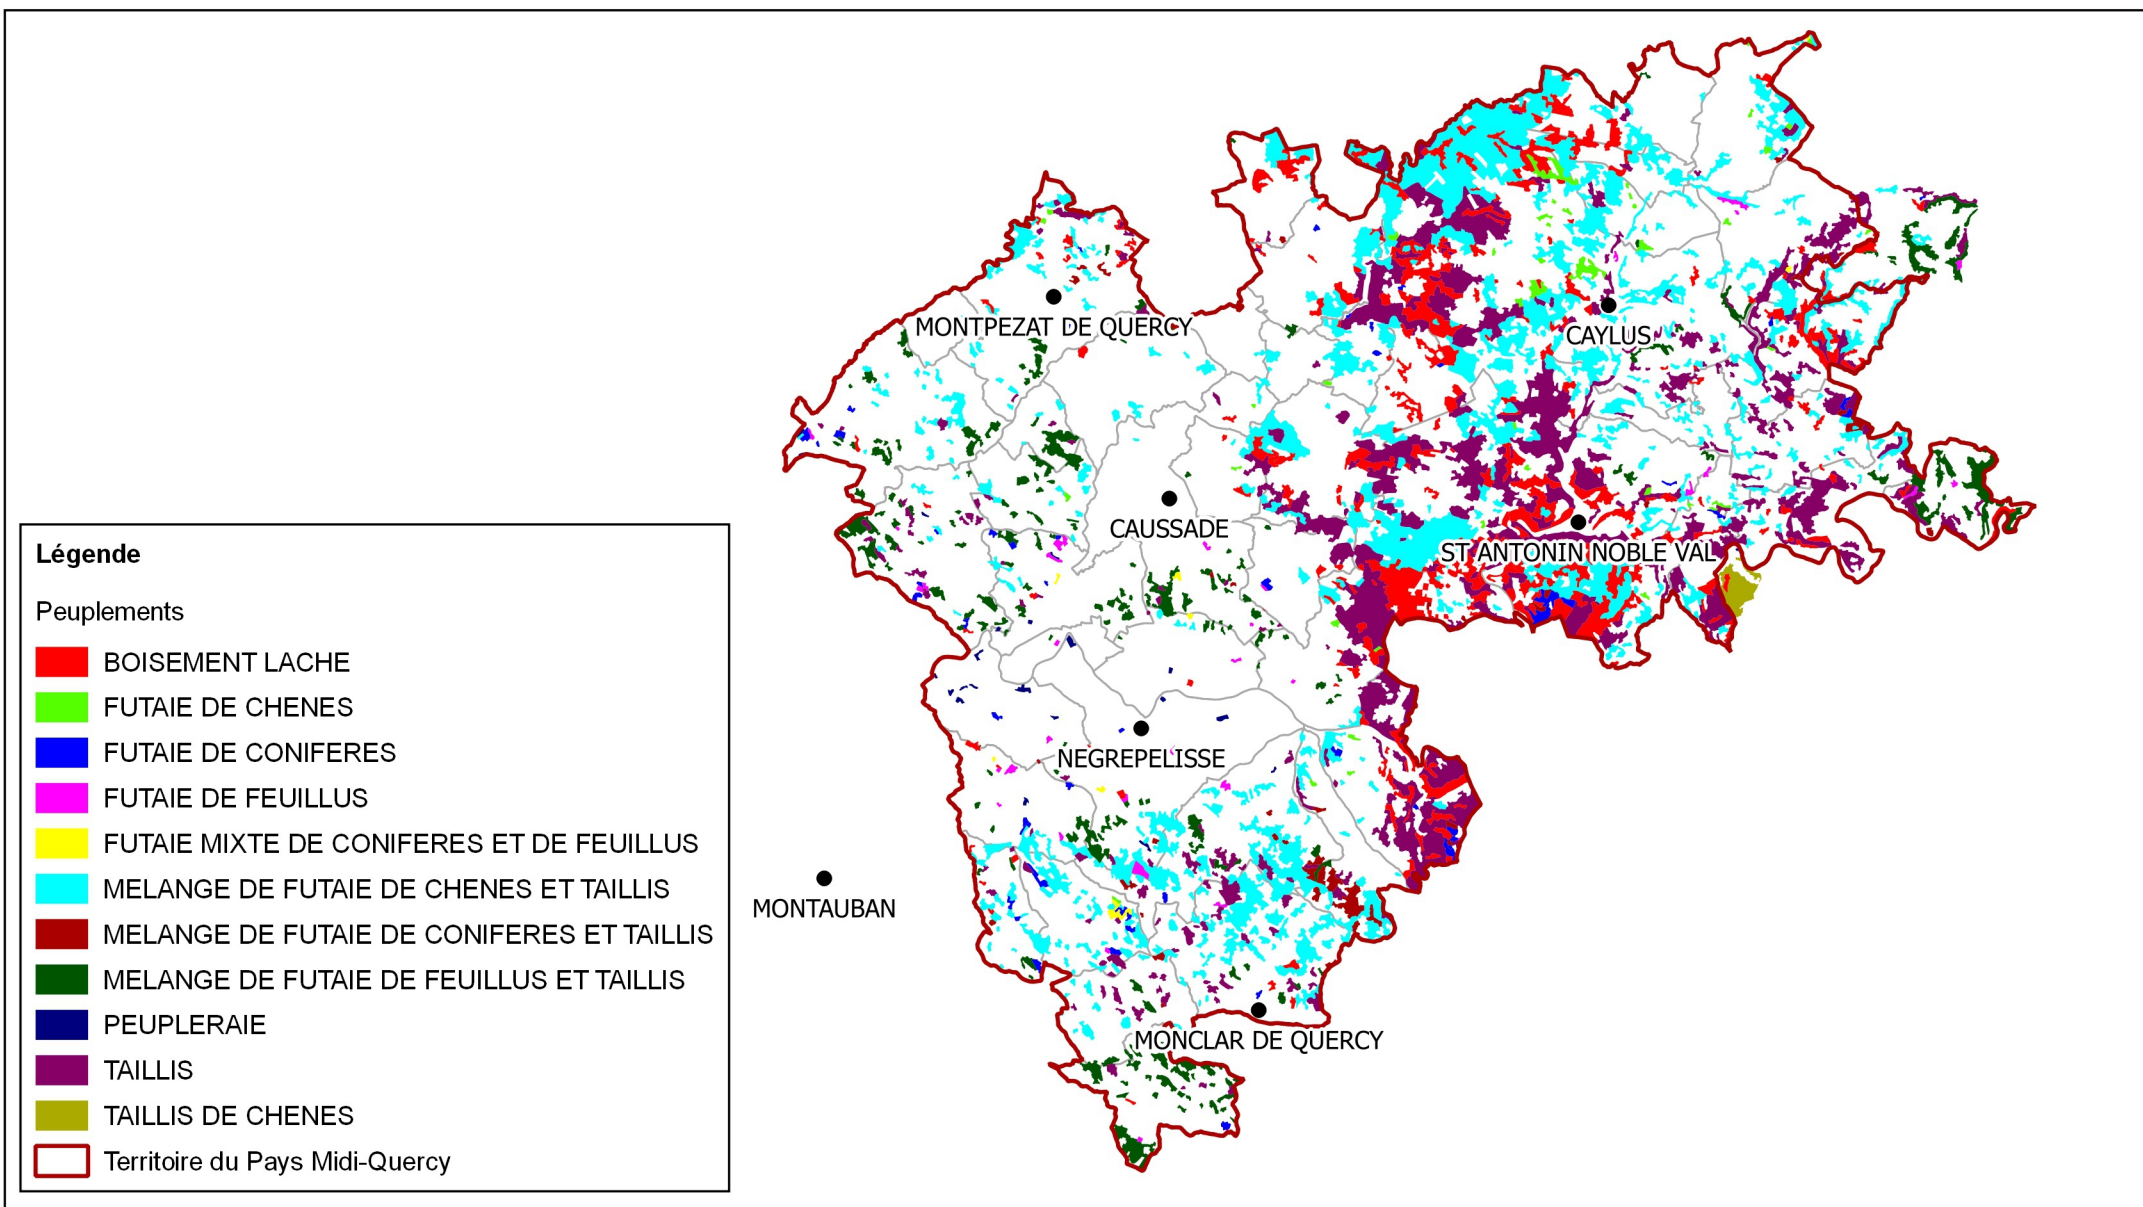 MONTPEZAT DE QUERCY
CAYLUS
CAUSSADE
ST ANTONIN NOBLE VAL
NEGREPELISSE
MONTAUBAN
MONCLAR DE QUERCY
Légende
Peuplements
BOISEMENT LACHE
FUTAIE DE CHENES
FUTAIE DE CONIFERES
FUTAIE DE FEUILLUS
FUTAIE MIXTE DE CONIFERES ET DE FEUILLUS
MELANGE DE FUTAIE DE CHENES ET TAILLIS
MELANGE DE FUTAIE DE CONIFERES ET TAILLIS
MELANGE DE FUTAIE DE FEUILLUS ET TAILLIS
PEUPLERAIE
TAILLIS
TAILLIS DE CHENES
Territoire du Pays Midi-Quercy